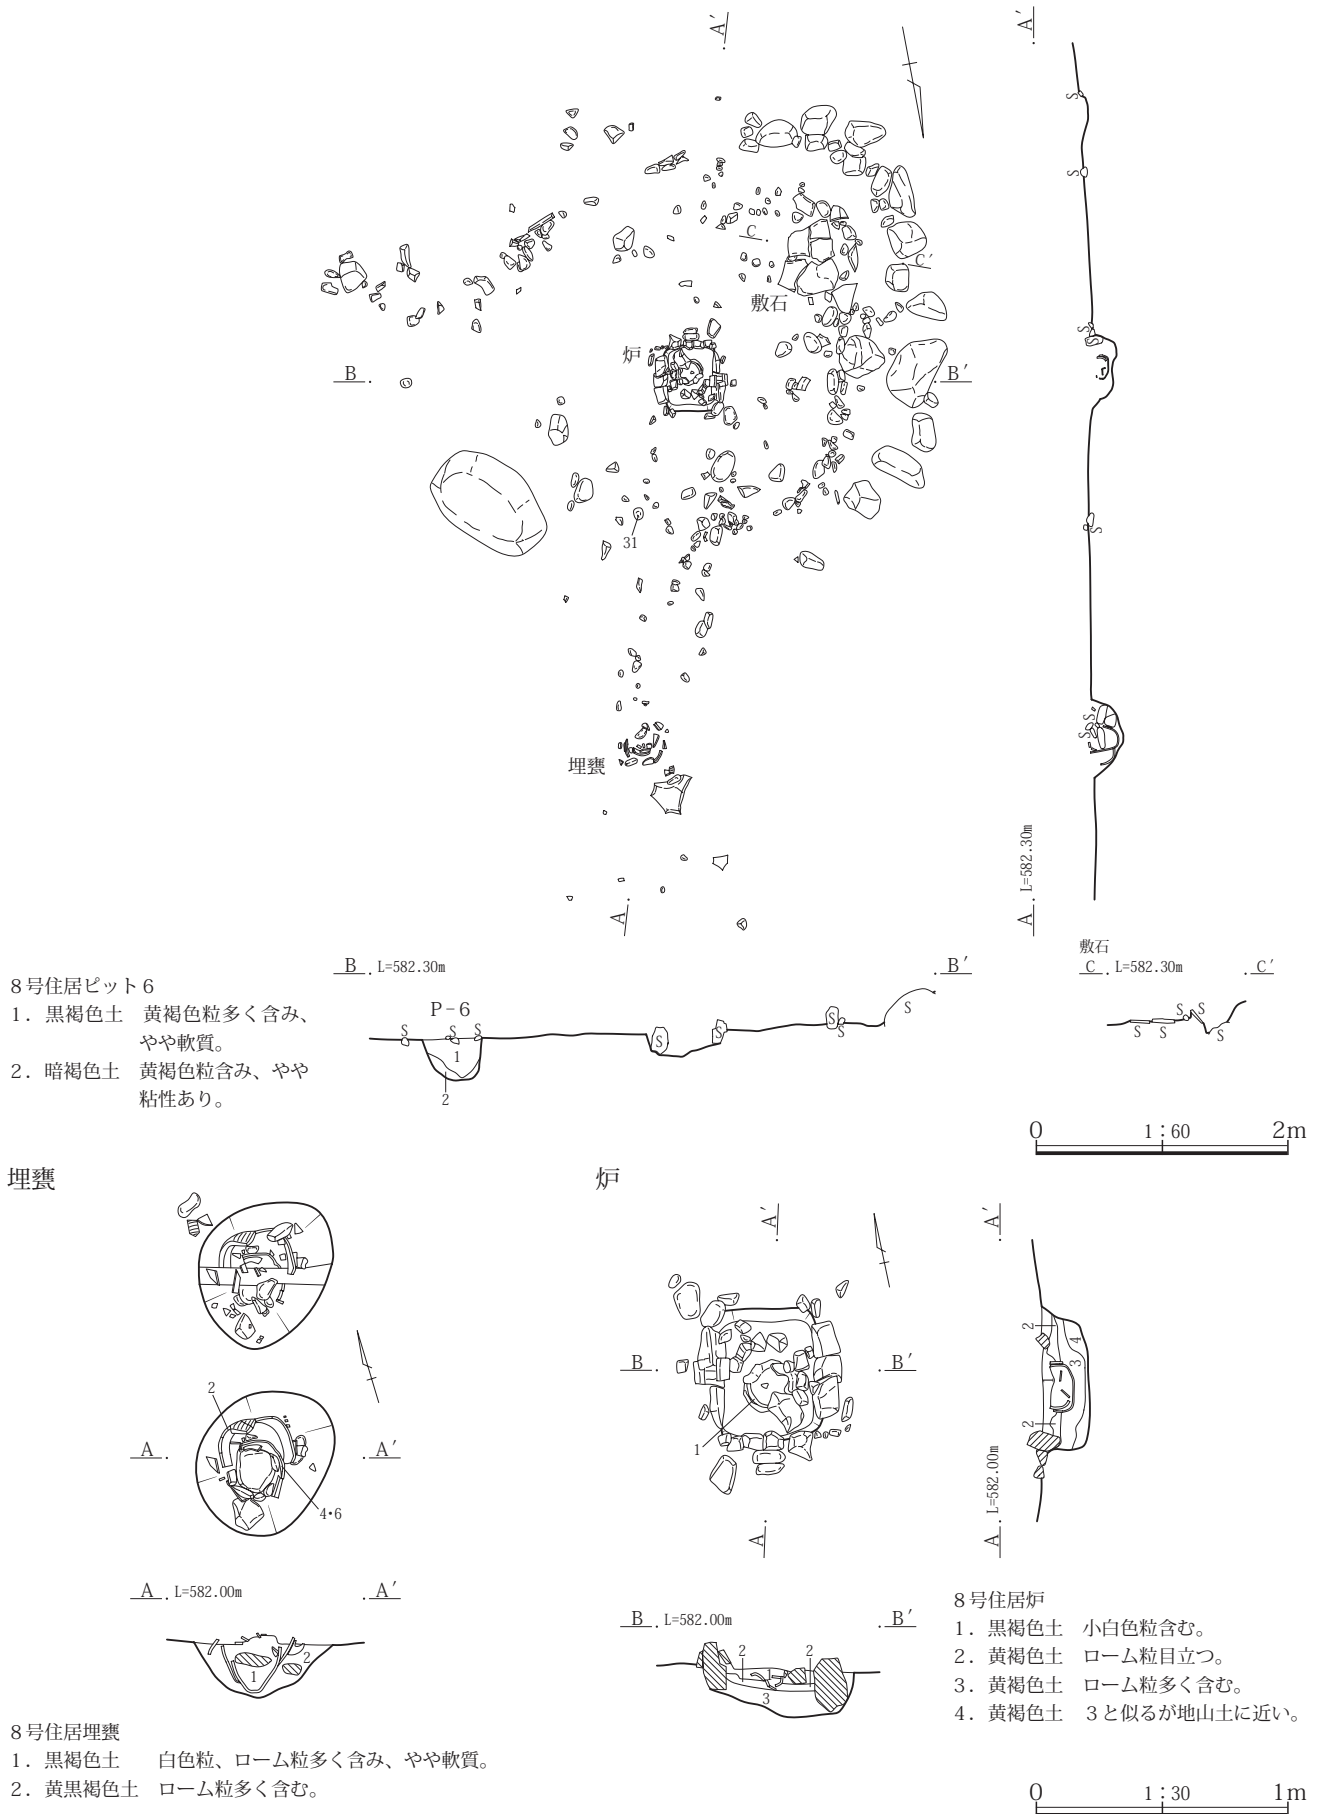 A′
A′
S
S
C
C′
敷石
炉
S
B
B′
31
S
S
S
埋甕
A
A L=582.30m
B L=582.30m
B′
敷石
C L=582.30m
C′
8号住居ピット6
1．黒褐色土　黄褐色粒多く含み、
やや軟質。
2．暗褐色土　黄褐色粒含み、やや
粘性あり。
P-6
S
S
S
1
2
S
S
S
S
S
S
S
S
S
S
0
1：60
2m
埋甕
2
A
A′
4・6
A L=582.00m
A′
1
2
8号住居埋甕
1．黒褐色土　白色粒、ローム粒多く含み、やや軟質。
2．黄黒褐色土　ローム粒多く含む。
炉
A′
A′
B
B′
1
A
2
4
3
2
A L=582.00m
B L=582.00m
B′
2
2
3
8号住居炉
1．黒褐色土　小白色粒含む。
2．黄褐色土　ローム粒目立つ。
3．黄褐色土　ローム粒多く含む。
4．黄褐色土　3と似るが地山土に近い。
0
1：30
1m